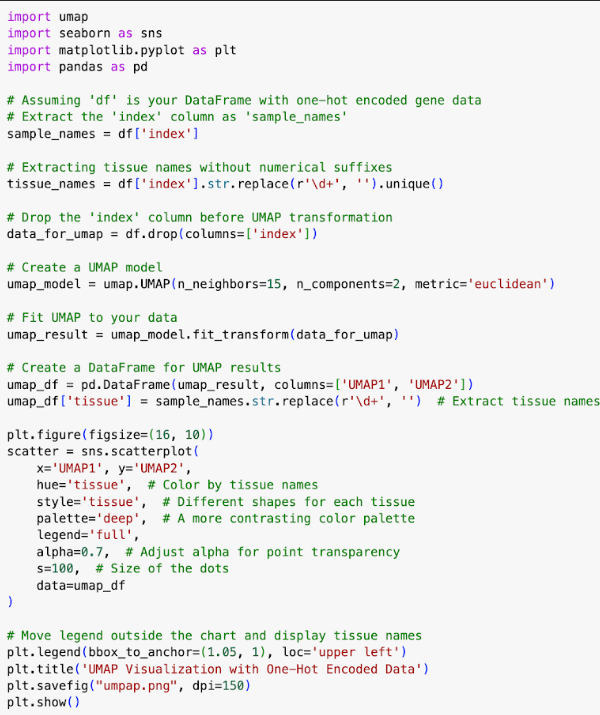 import umap
import seaborn as sns
import matplotlib.pyplot as plt
import pandas as pd
# Assuming 'df' is your DataFrame with one-hot encoded gene data
# Extract the 'index' column as 'sample_names'
sample_names = df['index']
# Extracting tissue names without numerical suffixes
tissue_names = df['index'].str.replace(r'\d+', '').unique()
# Drop the 'index' column before UMAP transformation
data_for_umap = df.drop(columns=['index'])
# Create a UMAP model
umap_model = umap.UMAP(n_neighbors=15, n_components=2, metric='euclidean')
# Fit UMAP to your data
umap_result = umap_model.fit_transform(data_for_umap)
# Create a DataFrame for UMAP results
umap_df = pd.DataFrame(umap_result, columns=['UMAP1', 'UMAP2'])
umap_df['tissue'] = sample_names.str.replace(r'\d+', '')  # Extract tissue names
plt.figure(figsize=(16, 10))
scatter = sns.scatterplot(
    x='UMAP1', y='UMAP2',
    hue='tissue',  # Color by tissue names
    style='tissue',  # Different shapes for each tissue
    palette='deep',  # A more contrasting color palette
    legend='full',
    alpha=0.7,  # Adjust alpha for point transparency
    s=100,  # Size of the dots
    data=umap_df
)
# Move legend outside the chart and display tissue names
plt.legend(bbox_to_anchor=(1.05, 1), loc='upper left')
plt.title('UMAP Visualization with One-Hot Encoded Data')
plt.savefig("umpap.png", dpi=150)
plt.show()